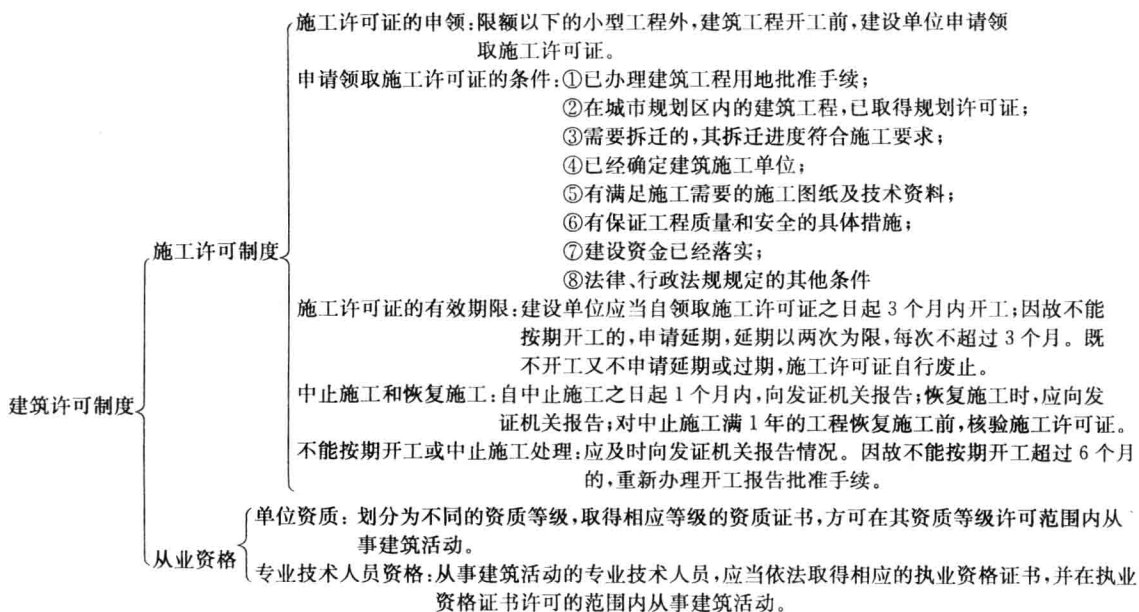 施工许可证的申领:限额以下的小型工程外,建筑工程开工前,建设单位申请领
取施工许可证。
申请领取施工许可证的条件:①已办理建筑工程用地批准手续;
②在城市规划区内的建筑工程,已取得规划许可证;
③需要拆迁的,其拆迁进度符合施工要求;
④已经确定建筑施工单位;
⑤有满足施工需要的施工图纸及技术资料;
⑥有保证工程质量和安全的具体措施;
施工许可制度
⑦建设资金已经落实;
⑧法律、行政法规规定的其他条件
施工许可证的有效期限:建设单位应当自领取施工许可证之日起 3 个月内开工;因故不能
按期开工的,申请延期,延期以两次为限,每次不超过 3 个月。既
不开工又不申请延期或过期,施工许可证自行废止。
建筑许可制度
中止施工和恢复施工:自中止施工之日起 1 个月内,向发证机关报告;恢复施工时,应向发
证机关报告;对中止施工满 1 年的工程恢复施工前,核验施工许可证。
不能按期开工或中止施工处理:应及时向发证机关报告情况。因故不能按期开工超过 6 个月
的,重新办理开工报告批准手续。
从业资格
单位资质:划分为不同的资质等级,取得相应等级的资质证书,方可在其资质等级许可范围内从
事建筑活动。
专业技术人员资格:从事建筑活动的专业技术人员,应当依法取得相应的执业资格证书,并在执业
资格证书许可的范围内从事建筑活动。